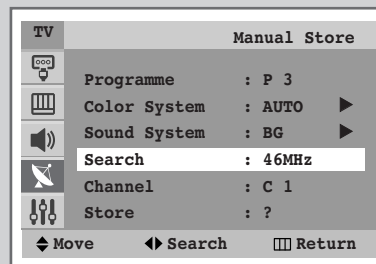 TV
Manual Store
Programme : P 3
Color System : AUTO
Sound System : BG
Search : 46MHz
Channel : C 1
Store : ?
Move Search Return